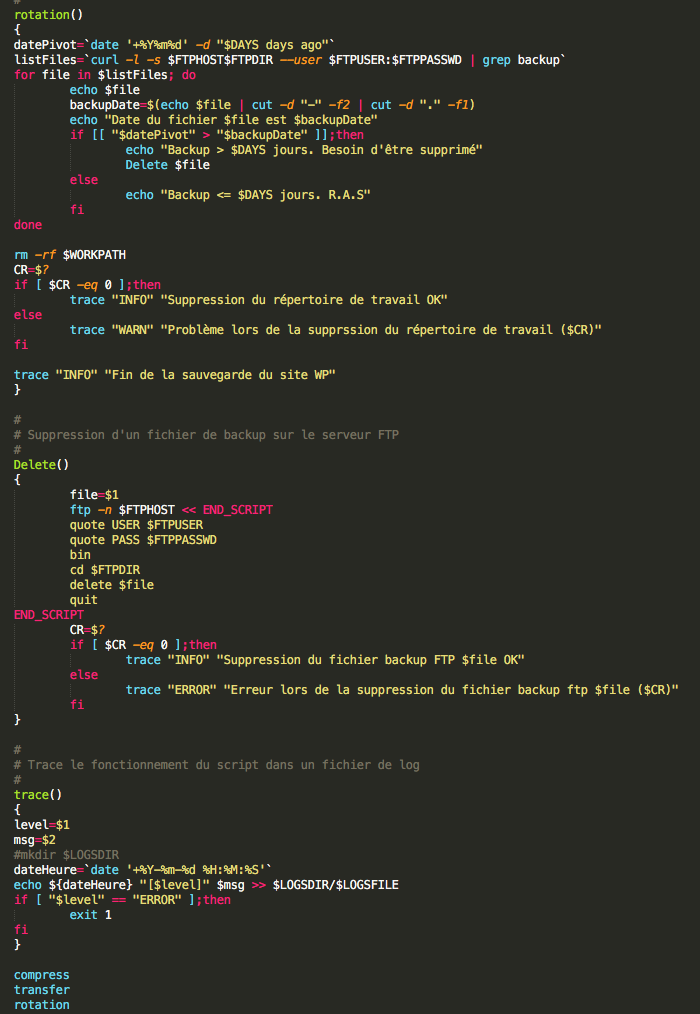 #
rotation()
{
datePivot=`date '+%Y%m%d' -d "$DAYS days ago"`
listFiles=`curl -l -s $FTPHOST$FTPDIR --user $FTPUSER:$FTPPASSWD | grep backup`
for file in $listFiles; do
        echo $file
        backupDate=$(echo $file | cut -d "-" -f2 | cut -d "." -f1)
        echo "Date du fichier $file est $backupDate"
        if [[ "$datePivot" > "$backupDate" ]];then
                echo "Backup > $DAYS jours. Besoin d'être supprimé"
                Delete $file
        else
                echo "Backup <= $DAYS jours. R.A.S"
        fi
done

rm -rf $WORKPATH
CR=$?
if [ $CR -eq 0 ];then
        trace "INFO" "Suppression du répertoire de travail OK"
else
        trace "WARN" "Problème lors de la supprssion du répertoire de travail ($CR)"
fi

trace "INFO" "Fin de la sauvegarde du site WP"
}

#
# Suppression d'un fichier de backup sur le serveur FTP
#
Delete()
{
        file=$1
        ftp -n $FTPHOST << END_SCRIPT
        quote USER $FTPUSER
        quote PASS $FTPPASSWD
        bin
        cd $FTPDIR
        delete $file
        quit
END_SCRIPT
        CR=$?
        if [ $CR -eq 0 ];then
                trace "INFO" "Suppression du fichier backup FTP $file OK"
        else
                trace "ERROR" "Erreur lors de la suppression du fichier backup ftp $file ($CR)"
        fi
}

#
# Trace le fonctionnement du script dans un fichier de log
#
trace()
{
level=$1
msg=$2
#mkdir $LOGSDIR
dateHeure=`date '+%Y-%m-%d %H:%M:%S'`
echo ${dateHeure} "[$level]" $msg >> $LOGSDIR/$LOGSFILE
if [ "$level" == "ERROR" ];then
        exit 1
fi
}

compress
transfer
rotation